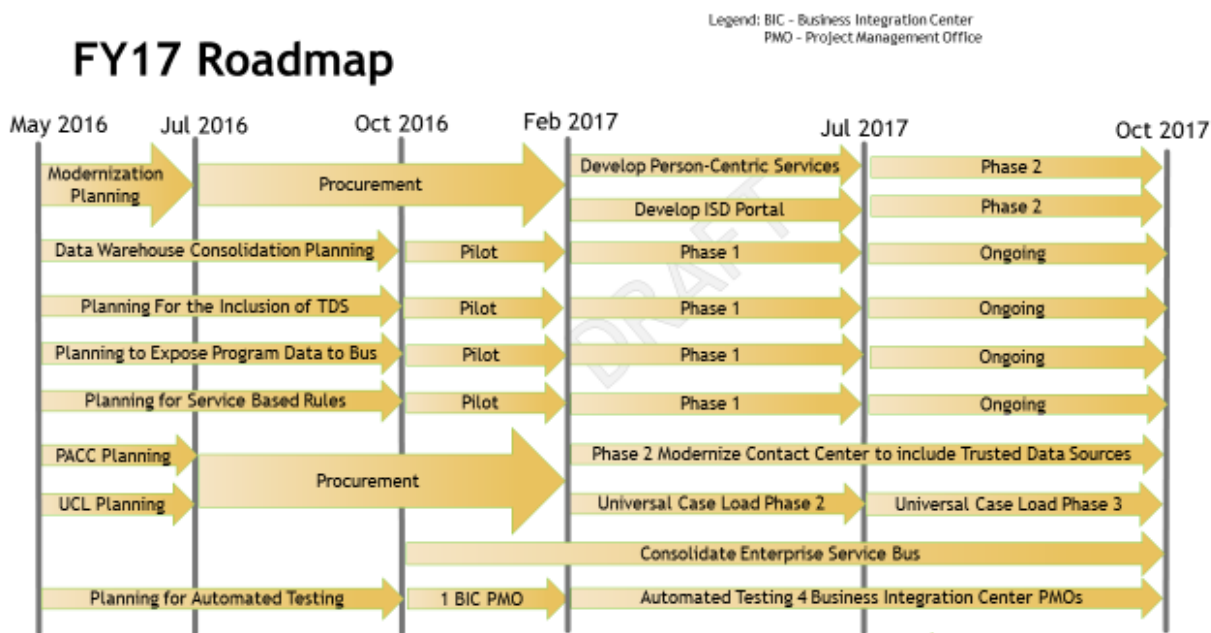 Legend: BIC - Business Integration Center
PMO - Project Management Office
FY17 Roadmap
May 2016
Jul 2016
Oct 2016
Feb 2017
Jul 2017
Oct 2017
Modernization
Planning
Procurement
Develop Person-Centric Services
Phase 2
Develop ISD Portal
Phase 2
Data Warehouse Consolidation Planning
Pilot
Phase 1
Ongoing
Planning For the Inclusion of TDS
Pilot
Phase 1
Ongoing
Planning to Expose Program Data to Bus
Pilot
Phase 1
Ongoing
Planning for Service Based Rules
Pilot
Phase 1
Ongoing
PACC Planning
Procurement
Phase 2 Modernize Contact Center to include Trusted Data Sources
UCL Planning
Universal Case Load Phase 2
Universal Case Load Phase 3
Consolidate Enterprise Service Bus
Planning for Automated Testing
1 BIC PMO
Automated Testing 4 Business Integration Center PMOs
DRAFT